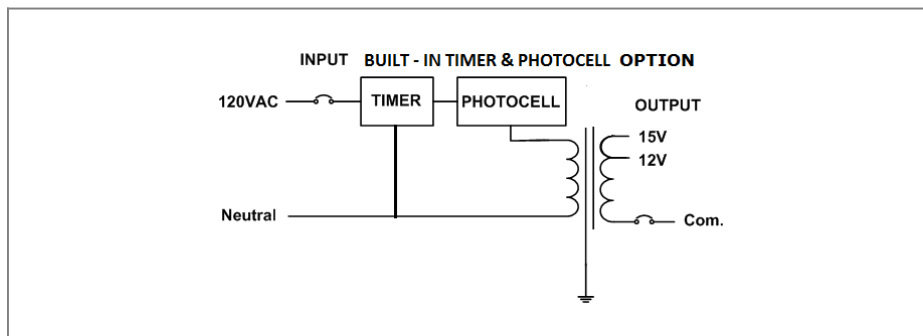 INPUT BUILT - IN TIMER & PHOTOCELL OPTION
120VAC TIMER PHOTOCELL OUTPUT
15V
12V
Neutral Com.